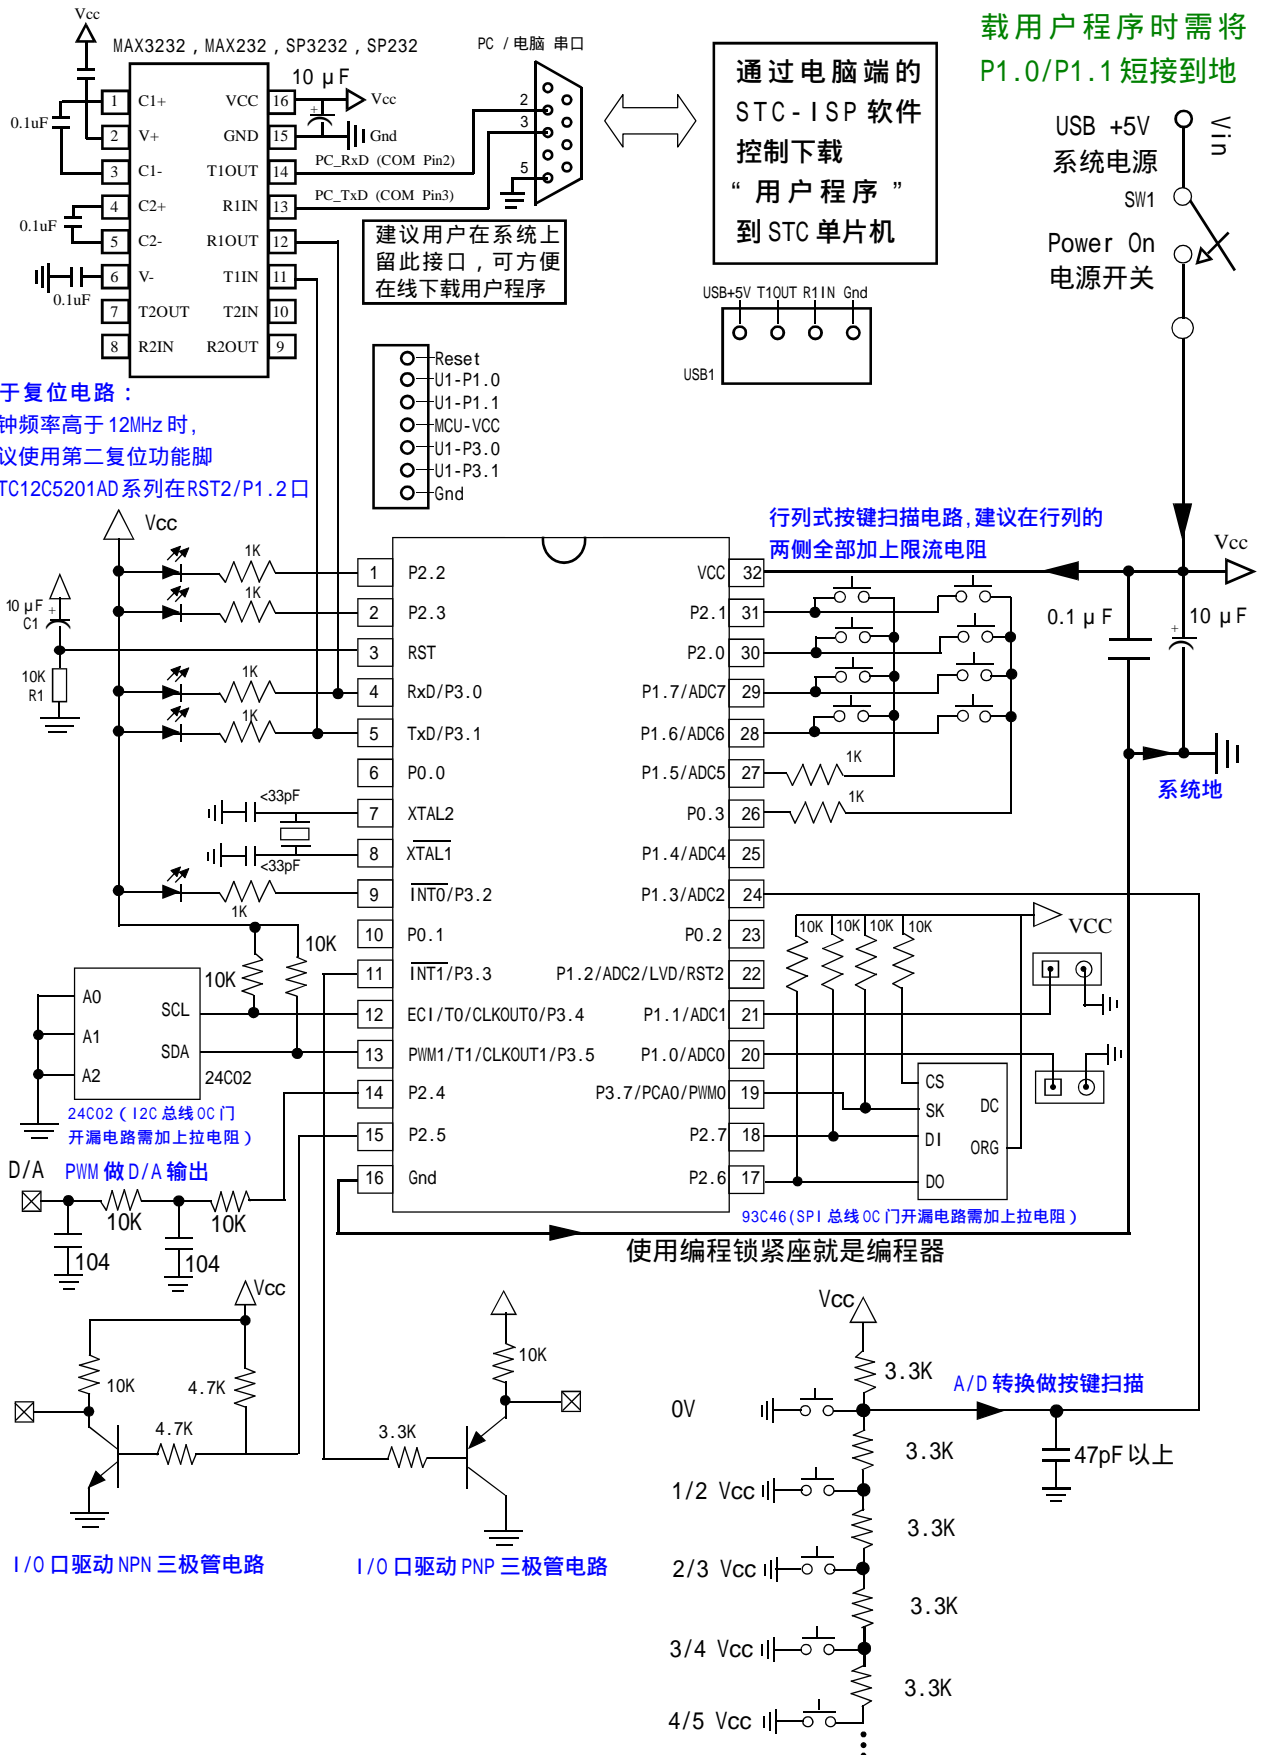 Vcc
MAX3232，MAX232，SP3232，SP232
PC /电脑 串口
载用户程序时需将
P1.0/P1.1 短接到地
10 μF
Vcc
1 C1+ VCC 16
0.1uF
2 V+ GND 15
Gnd
3 C1- T1OUT 14
PC_RxD (COM Pin2)
4 C2+ R1IN 13
PC_TxD (COM Pin3)
0.1uF
5 C2- R1OUT 12
6 V- T1IN 11
0.1uF
7 T2OUT T2IN 10
8 R2IN R2OUT 9
2
3
5
通过电脑端的
STC-ISP 软件
控制下载
“用户程序”
到 STC 单片机
USB +5V
系统电源
Vin
SW1
Power On
电源开关
建议用户在系统上
留此接口，可方便
在线下载用户程序
USB+5V T1OUT R1IN Gnd
USB1
Reset
U1-P1.0
U1-P1.1
MCU-VCC
U1-P3.0
U1-P3.1
Gnd
于复位电路：
钟频率高于 12MHz 时,
议使用第二复位功能脚
TC12C5201AD 系列在RST2/P1.2口
行列式按键扫描电路,建议在行列的
两侧全部加上限流电阻
Vcc
Vcc
1K
1K
1K
1K
1K
10 μF
+
C1
10K
R1
<33pF
<33pF
1 P2.2
2 P2.3
3 RST
4 RxD/P3.0
5 TxD/P3.1
6 P0.0
7 XTAL2
8 XTAL1
9 INT0/P3.2
10 P0.1
11 INT1/P3.3
12 ECI/T0/CLKOUT0/P3.4
13 PWM1/T1/CLKOUT1/P3.5
14 P2.4
15 P2.5
16 Gnd
VCC 32
P2.1 31
P2.0 30
P1.7/ADC7 29
P1.6/ADC6 28
P1.5/ADC5 27
P0.3 26
P1.4/ADC4 25
P1.3/ADC2 24
P0.2 23
P1.2/ADC2/LVD/RST2 22
P1.1/ADC1 21
P1.0/ADC0 20
P3.7/PCA0/PWM0 19
P2.7 18
P2.6 17
1K
1K
0.1 μF
+
10 μF
系统地
10K 10K 10K 10K
VCC
10K
10K
A0
A1
A2
SCL
SDA
24C02
24C02（I2C 总线 OC 门
开漏电路需加上拉电阻）
CS
SK
DI
DO
DC
ORG
93C46(SPI 总线 OC 门开漏电路需加上拉电阻）
使用编程锁紧座就是编程器
D/A PWM 做 D/A 输出
10K
10K
104
104
Vcc
10K
4.7K
4.7K
I/O 口驱动 NPN 三极管电路
10K
3.3K
I/O 口驱动 PNP 三极管电路
Vcc
3.3K
A/D 转换做按键扫描
0V
3.3K
47pF 以上
1/2 Vcc
3.3K
2/3 Vcc
3.3K
3/4 Vcc
3.3K
4/5 Vcc